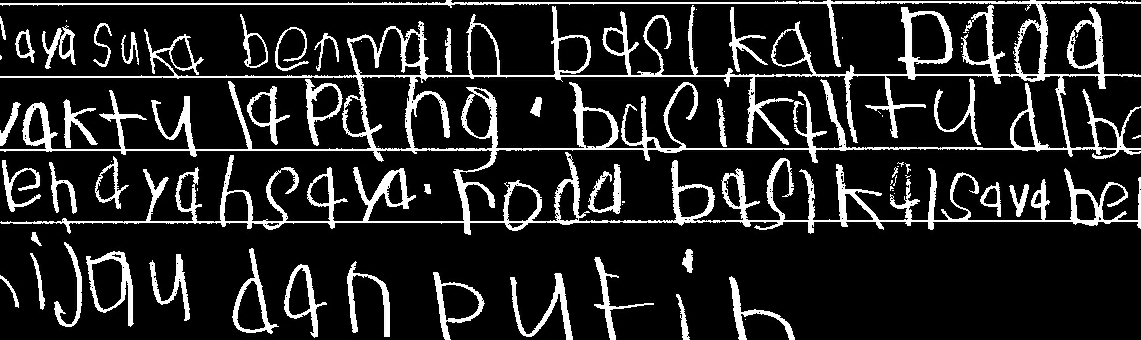 saya suka benmain basikal pada
waktu lapang. basikal itu dibe
leh ayah saya. roda basikal saya be
hijau dan putih